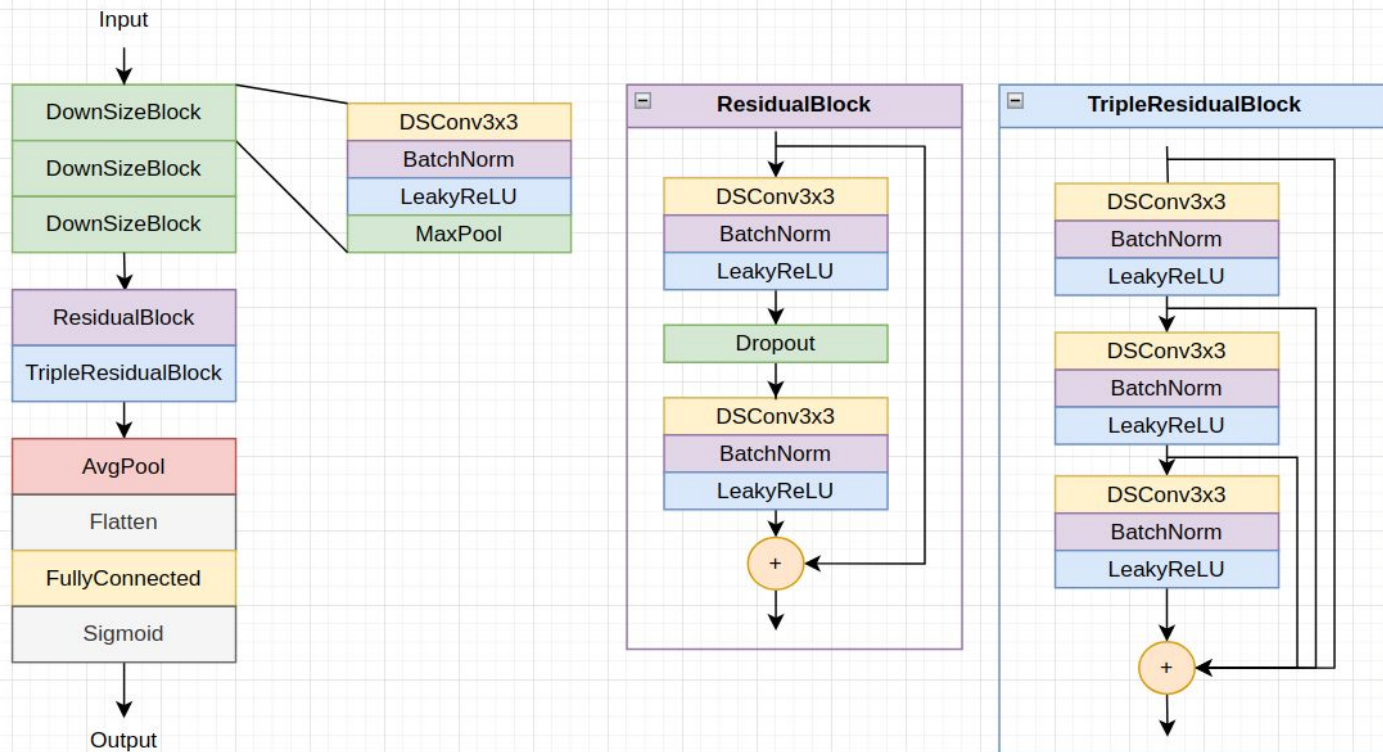 Input
DownSizeBlock
DownSizeBlock
DownSizeBlock
ResidualBlock
TripleResidualBlock
AvgPool
Flatten
FullyConnected
Sigmoid
Output
DSConv3x3
BatchNorm
LeakyReLU
MaxPool
ResidualBlock
DSConv3x3
BatchNorm
LeakyReLU
Dropout
DSConv3x3
BatchNorm
LeakyReLU
+
TripleResidualBlock
DSConv3x3
BatchNorm
LeakyReLU
DSConv3x3
BatchNorm
LeakyReLU
DSConv3x3
BatchNorm
LeakyReLU
+